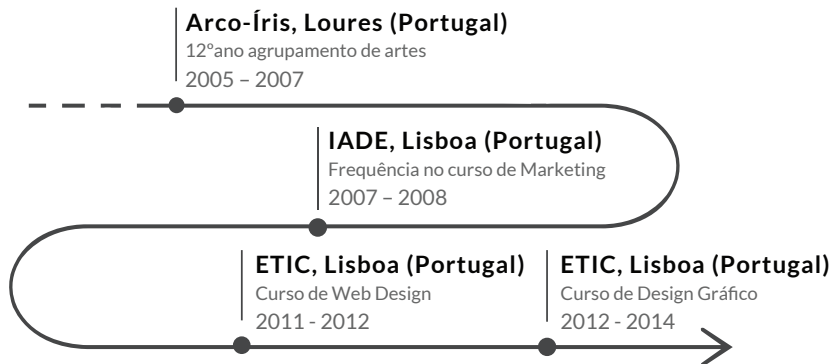 Arco-Íris, Loures (Portugal)
12ºano agrupamento de artes
2005 – 2007
IADE, Lisboa (Portugal)
Frequência no curso de Marketing
2007 – 2008
ETIC, Lisboa (Portugal)
Curso de Web Design
2011 - 2012
ETIC, Lisboa (Portugal)
Curso de Design Gráfico
2012 - 2014